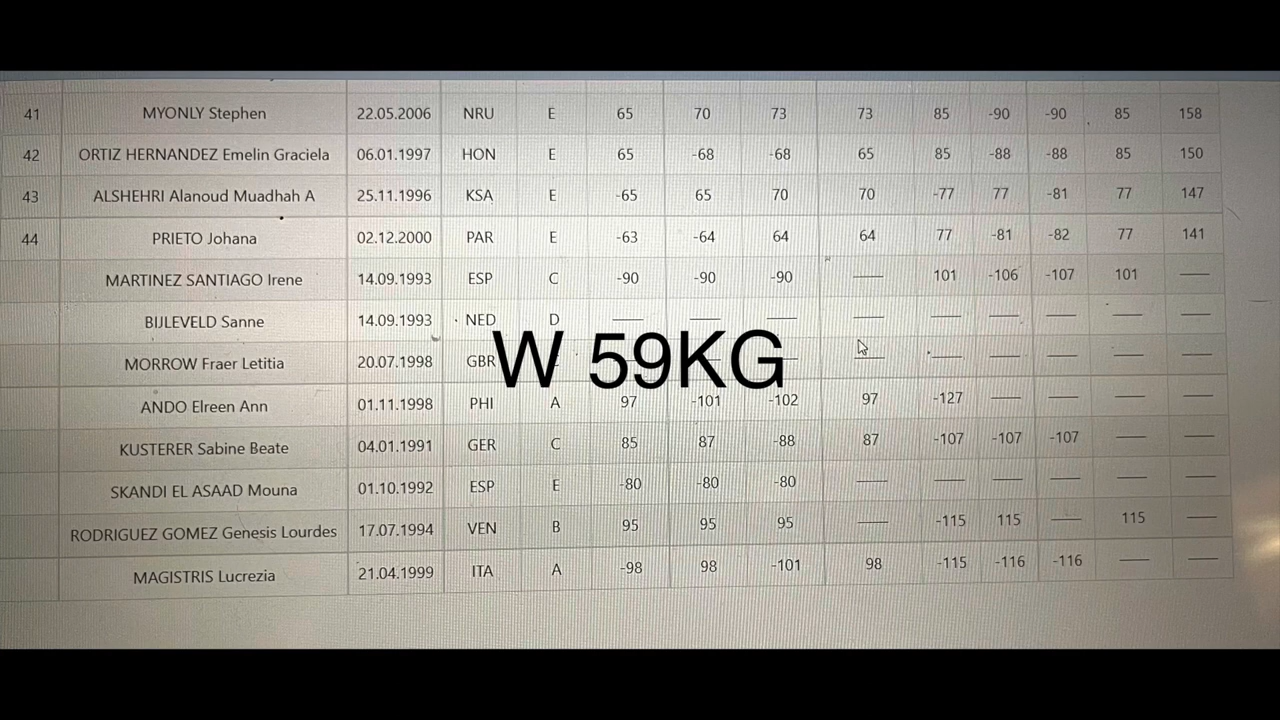 41 MYONLY Stephen 22.05.2006 NRU E 65 70 73 73 85 -90 -90 85 158
42 ORTIZ HERNANDEZ Emelin Graciela 06.01.1997 HON E 65 -68 -68 65 85 -88 -88 85 150
43 ALSHEHRI Alanoud Muadhah A 25.11.1996 KSA E -65 65 70 70 -77 77 -81 77 147
44 PRIETO Johana 02.12.2000 PAR E -63 -64 64 64 77 -81 -82 77 141
MARTINEZ SANTIAGO Irene 14.09.1993 ESP C -90 -90 -90 — 101 -106 -107 101 —
BIJLEVELD Sanne 14.09.1993 NED D — — — — — — — — —
MORROW Fraer Letitia 20.07.1998 GBR — — — — — — — —
W 59KG
ANDO Elreen Ann 01.11.1998 PHI A 97 -101 -102 97 -127 — — — —
KUSTERER Sabine Beate 04.01.1991 GER C 85 87 -88 87 -107 -107 -107 — —
SKANDI EL ASAAD Mouna 01.10.1992 ESP E -80 -80 -80 — — — — — —
RODRIGUEZ GOMEZ Genesis Lourdes 17.07.1994 VEN B 95 95 95 — -115 115 — 115 —
MAGISTRIS Lucrezia 21.04.1999 ITA A -98 98 -101 98 -115 -116 -116 — —